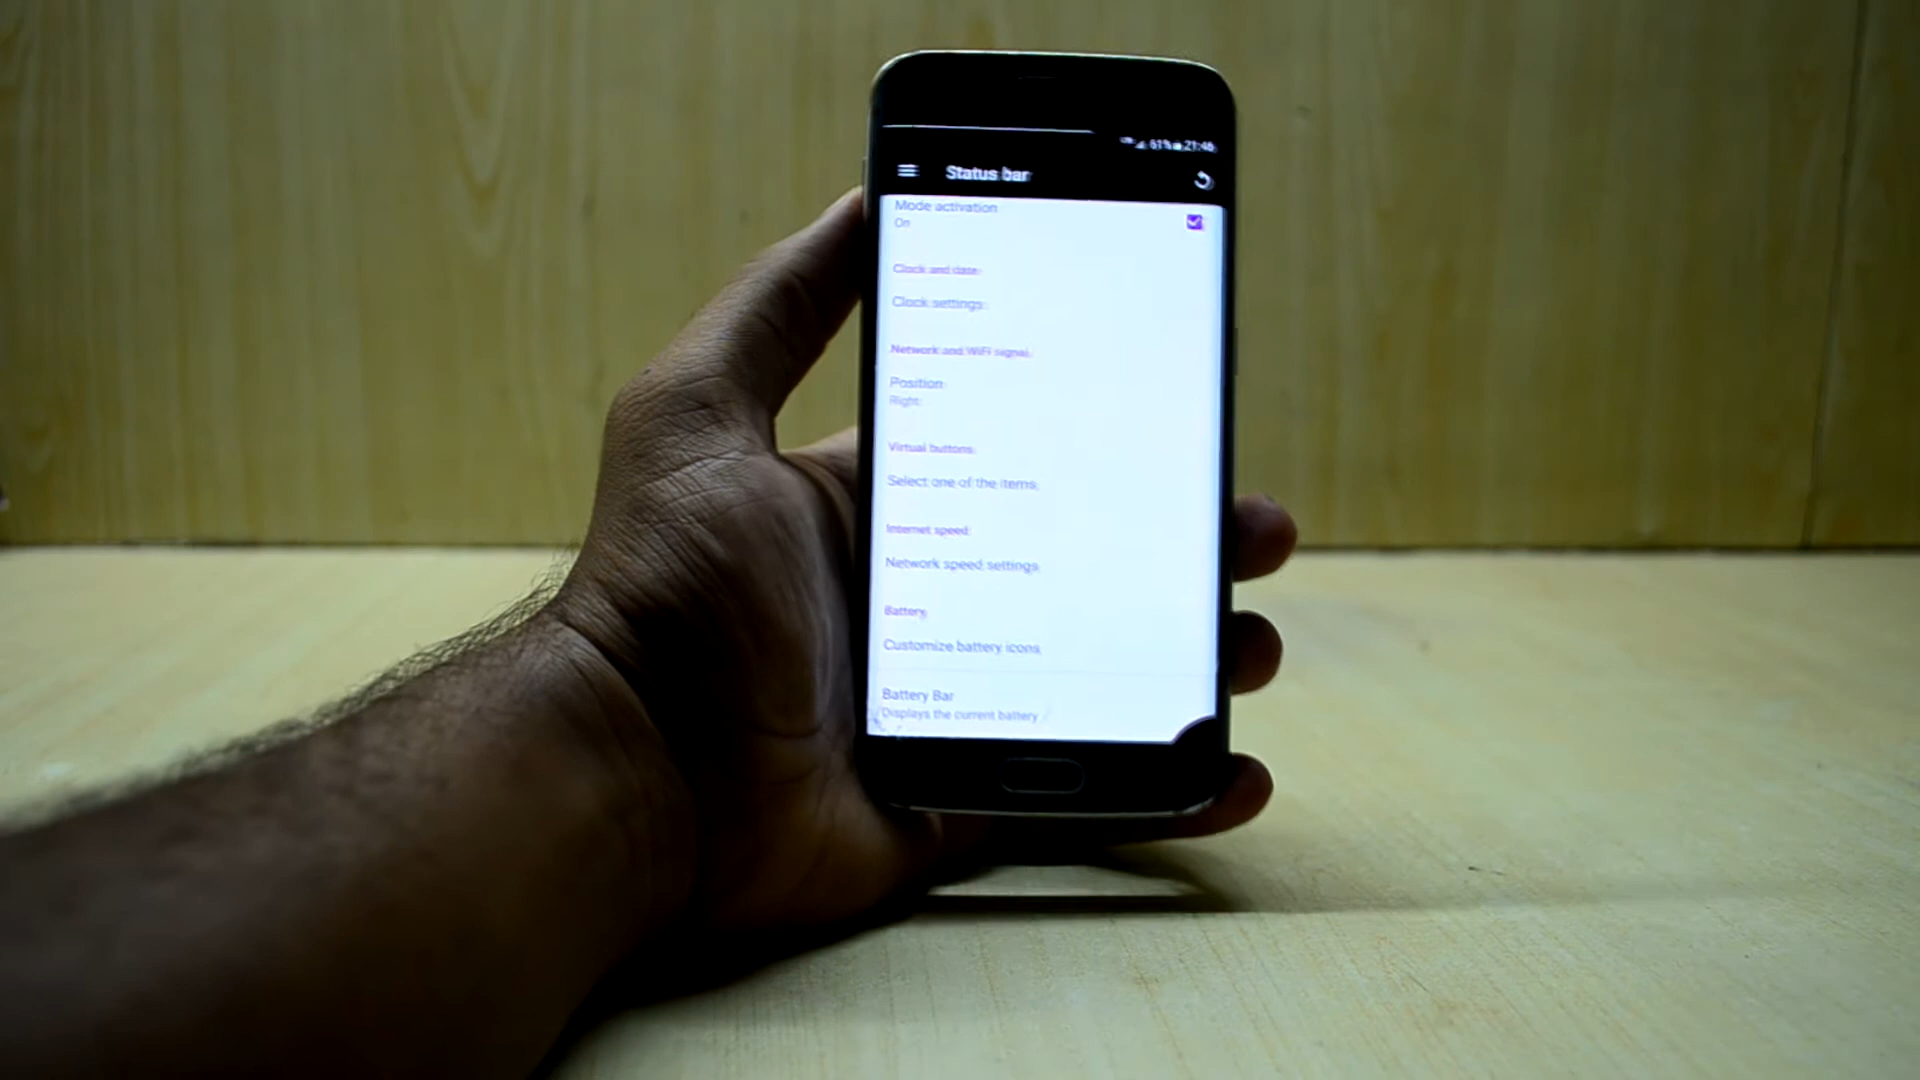 61% 21:46
Status bar
Mode activation
On
Clock and date
Clock settings
Network and WiFi signal
Position
Right
Virtual buttons
Select one of the items
Internet speed
Network speed settings
Battery
Customize battery icons
Battery Bar
Displays the current battery